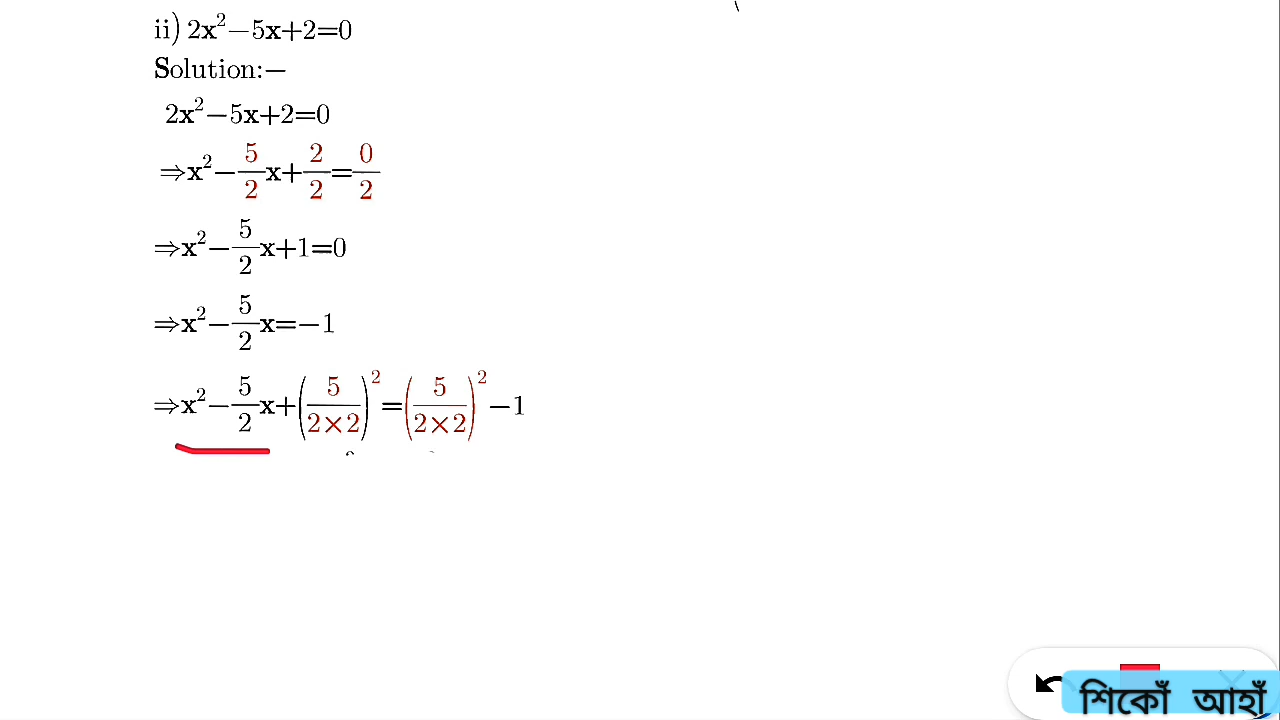 ii) 2x²−5x+2=0
Solution:−
2x²−5x+2=0
⇒x²−5/2x+2/2=0/2
⇒x²−5/2x+1=0
⇒x²−5/2x=−1
⇒x²−5/2x+(5/2×2)²=(5/2×2)²−1
শিকোঁ আহাঁ